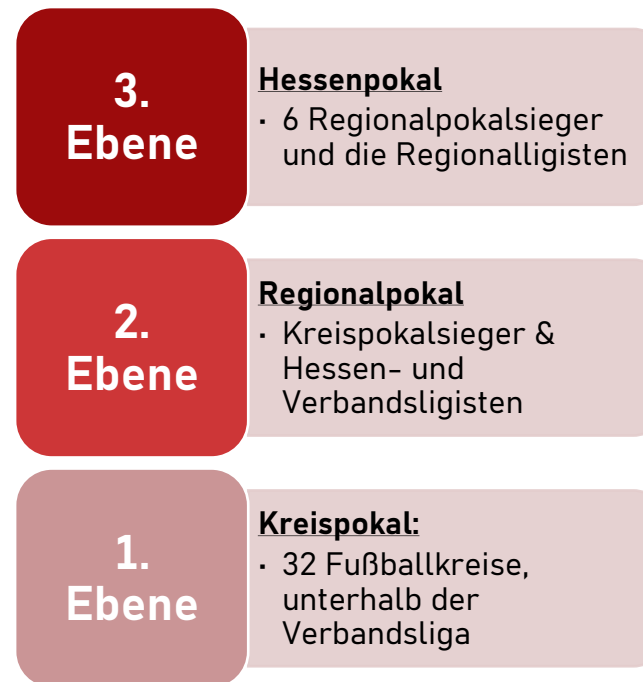 3.
Ebene
Hessenpokal
· 6 Regionalpokalsieger
und die Regionalligisten
2.
Ebene
Regionalpokal
· Kreispokalsieger &
Hessen- und
Verbandsligisten
1.
Ebene
Kreispokal:
· 32 Fußballkreise,
unterhalb der
Verbandsliga